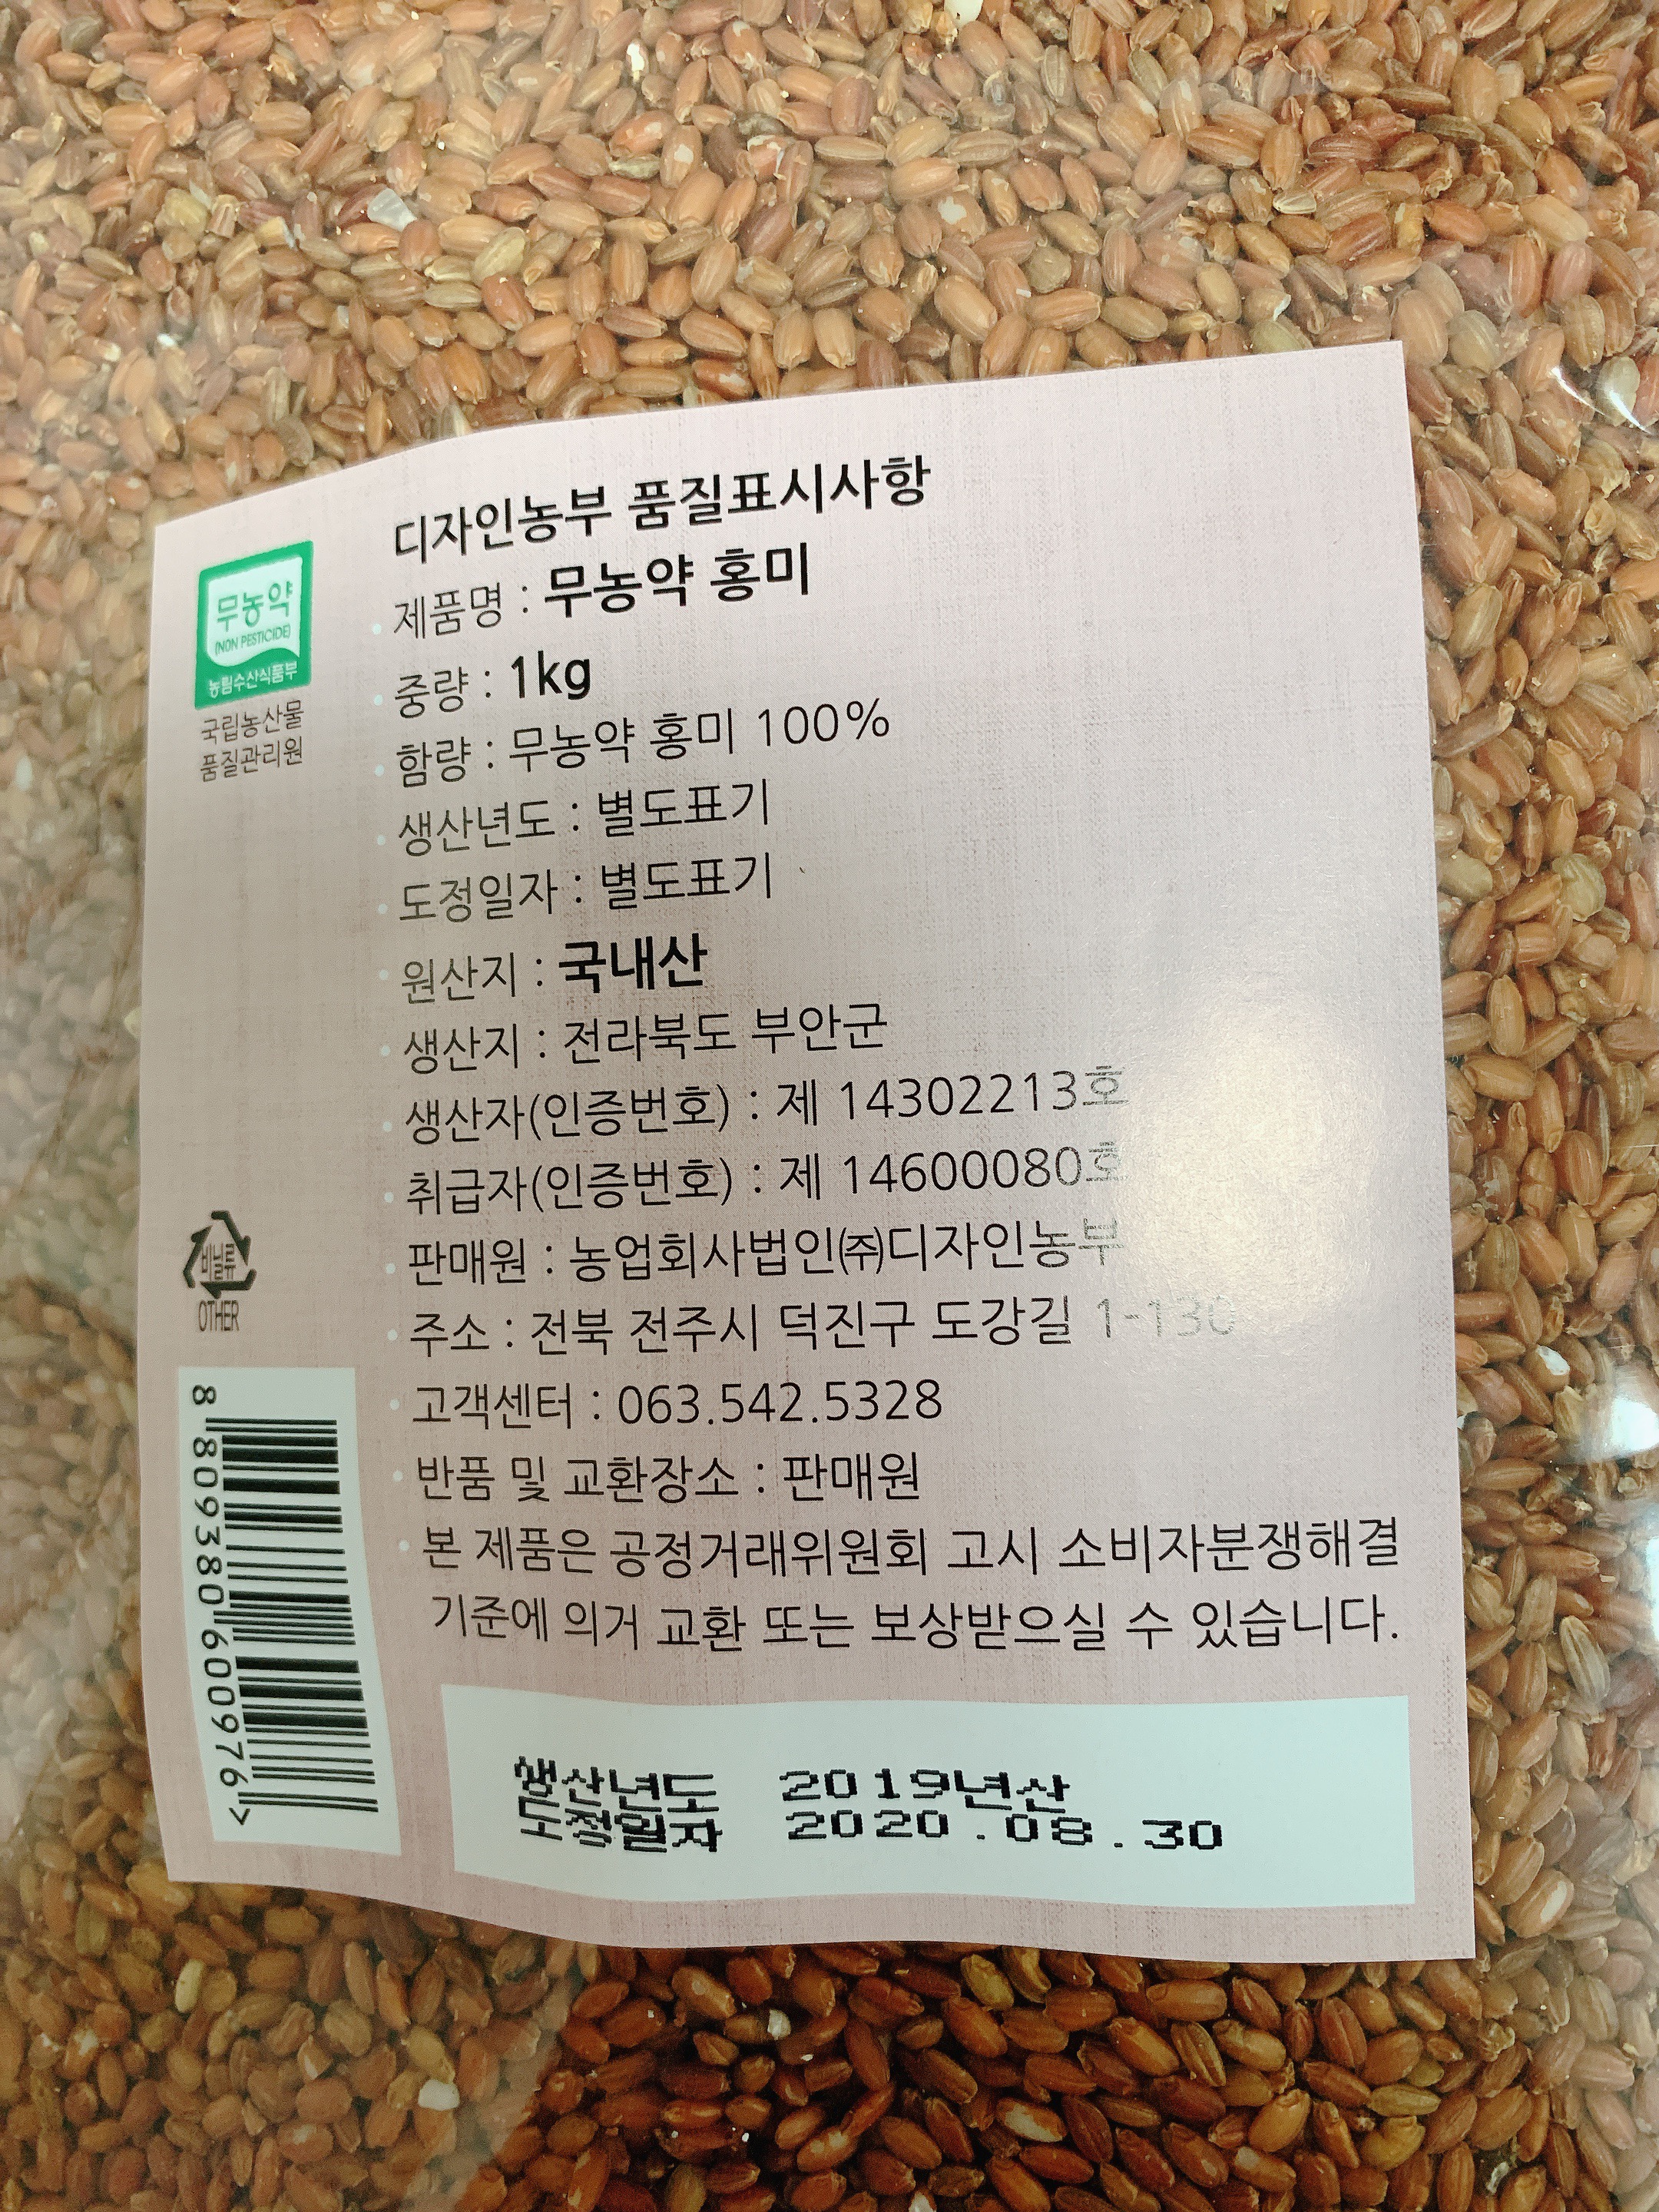 디자인농부 품질표시사항
제품명 : 무농약 홍미
중량 : 1kg
함량 : 무농약 홍미 100%
생산년도 : 별도표기
도정일자 : 별도표기
원산지 : 국내산
생산지 : 전라북도 부안군
생산자(인증번호) : 제 14302213호
취급자(인증번호) : 제 14600080호
판매원 : 농업회사법인㈜디자인농부
주소 : 전북 전주시 덕진구 도강길 1-130
고객센터 : 063.542.5328
반품 및 교환장소 : 판매원
본 제품은 공정거래위원회 고시 소비자분쟁해결
기준에 의거 교환 또는 보상받으실 수 있습니다.
생산년도 2019년산
도정일자 2020.08.30
무농약
(NON PESTICIDE)
농림수산식품부
국립농산물
품질관리원
비닐류
OTHER
8 809380 600976 >